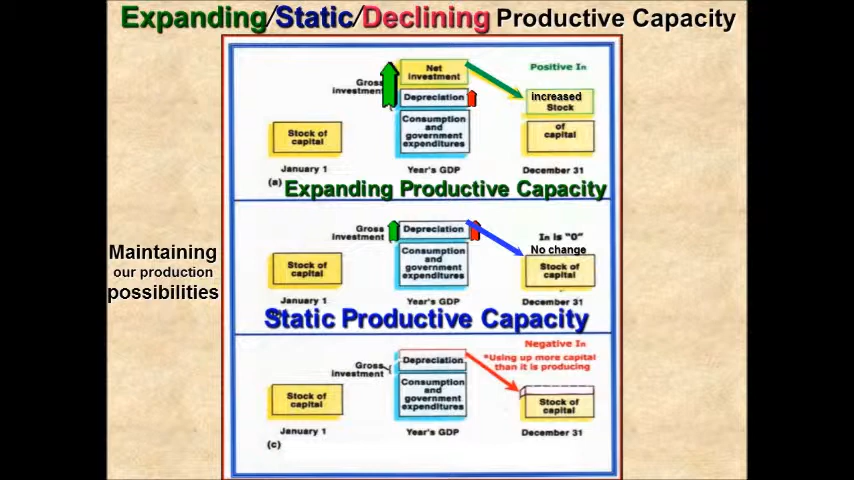 Expanding/Static/Declining Productive Capacity
Net
investment
Positive In
Gross
investment
Depreciation
increased
Stock
of
capital
Consumption
and
government
expenditures
Stock of
capital
January 1
Year's GDP
December 31
(a) Expanding Productive Capacity
Gross
investment
Depreciation
In is "0"
No change
Maintaining
our production
possibilities
Consumption
and
government
expenditures
Stock of
capital
Stock of
capital
January 1
Year's GDP
December 31
Static Productive Capacity
Negative In
*Using up more capital
than it is producing
Gross
investment
Depreciation
Consumption
and
government
expenditures
Stock of
capital
Stock of
capital
January 1
Year's GDP
December 31
(c)